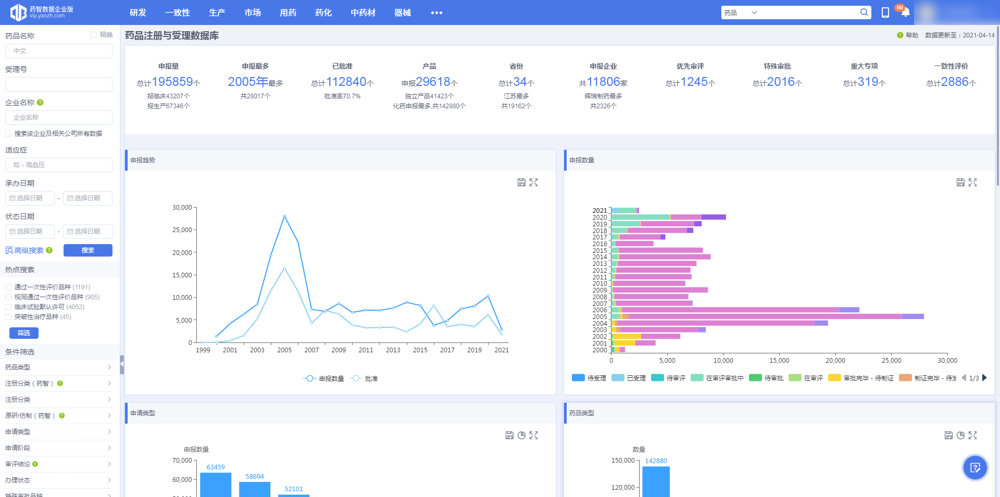 药智数据企业版
vip.yaozh.com
研发 一致性 生产 市场 用药 药化 中药材 器械 •••
药品
60
药品名称 精确
中文
受理号
企业名称
企业名称
搜索该企业及相关公司所有数据
适应症
如：高血压
承办日期
选择日期 - 选择日期
状态日期
选择日期 - 选择日期
高级搜索 搜索
热点搜索
通过一次性评价品种 (1191)
视同通过一次性评价品种 (905)
临床试验默认许可 (4052)
突破性治疗品种 (45)
筛选
条件筛选
药品类型
注册分类（药智）
注册分类
原研/仿制（药智）
申请类型
申请阶段
审评结论
办理状态
特殊审批品种
药品注册与受理数据库
帮助 数据更新至：2021-04-14
申报量
总计195859个
报临床43207个
报生产67346个
申报最多
2005年最多
共28017个
已批准
总计112840个
批准率70.7%
产品
申报29618个
独立产品41423个
化药申报最多,共142880个
省份
总计34个
江苏最多
共19162个
申报企业
共11806家
辉瑞制药最多
共2326个
优先审评
总计1245个
特殊审批
总计2016个
重大专项
总计319个
一致性评价
总计2886个
申报趋势
30,000
25,000
20,000
15,000
10,000
5,000
0
1999 2001 2003 2005 2007 2009 2011 2013 2015 2017 2019 2021
申报数量 批准
申报数量
2021
2020
2019
2018
2017
2016
2015
2014
2013
2012
2011
2010
2009
2008
2007
2006
2005
2004
2003
2002
2001
2000
0 5,000 10,000 15,000 20,000 25,000 30,000
待受理 已受理 待审评 在审评审批中 待审批 在审评 审批完毕 - 待制证 制证完毕 - 待发 1/3
申请类型
申报数量
70,000
60,000
63459
58694
52101
药品类型
数量
150,000
120,000
142880